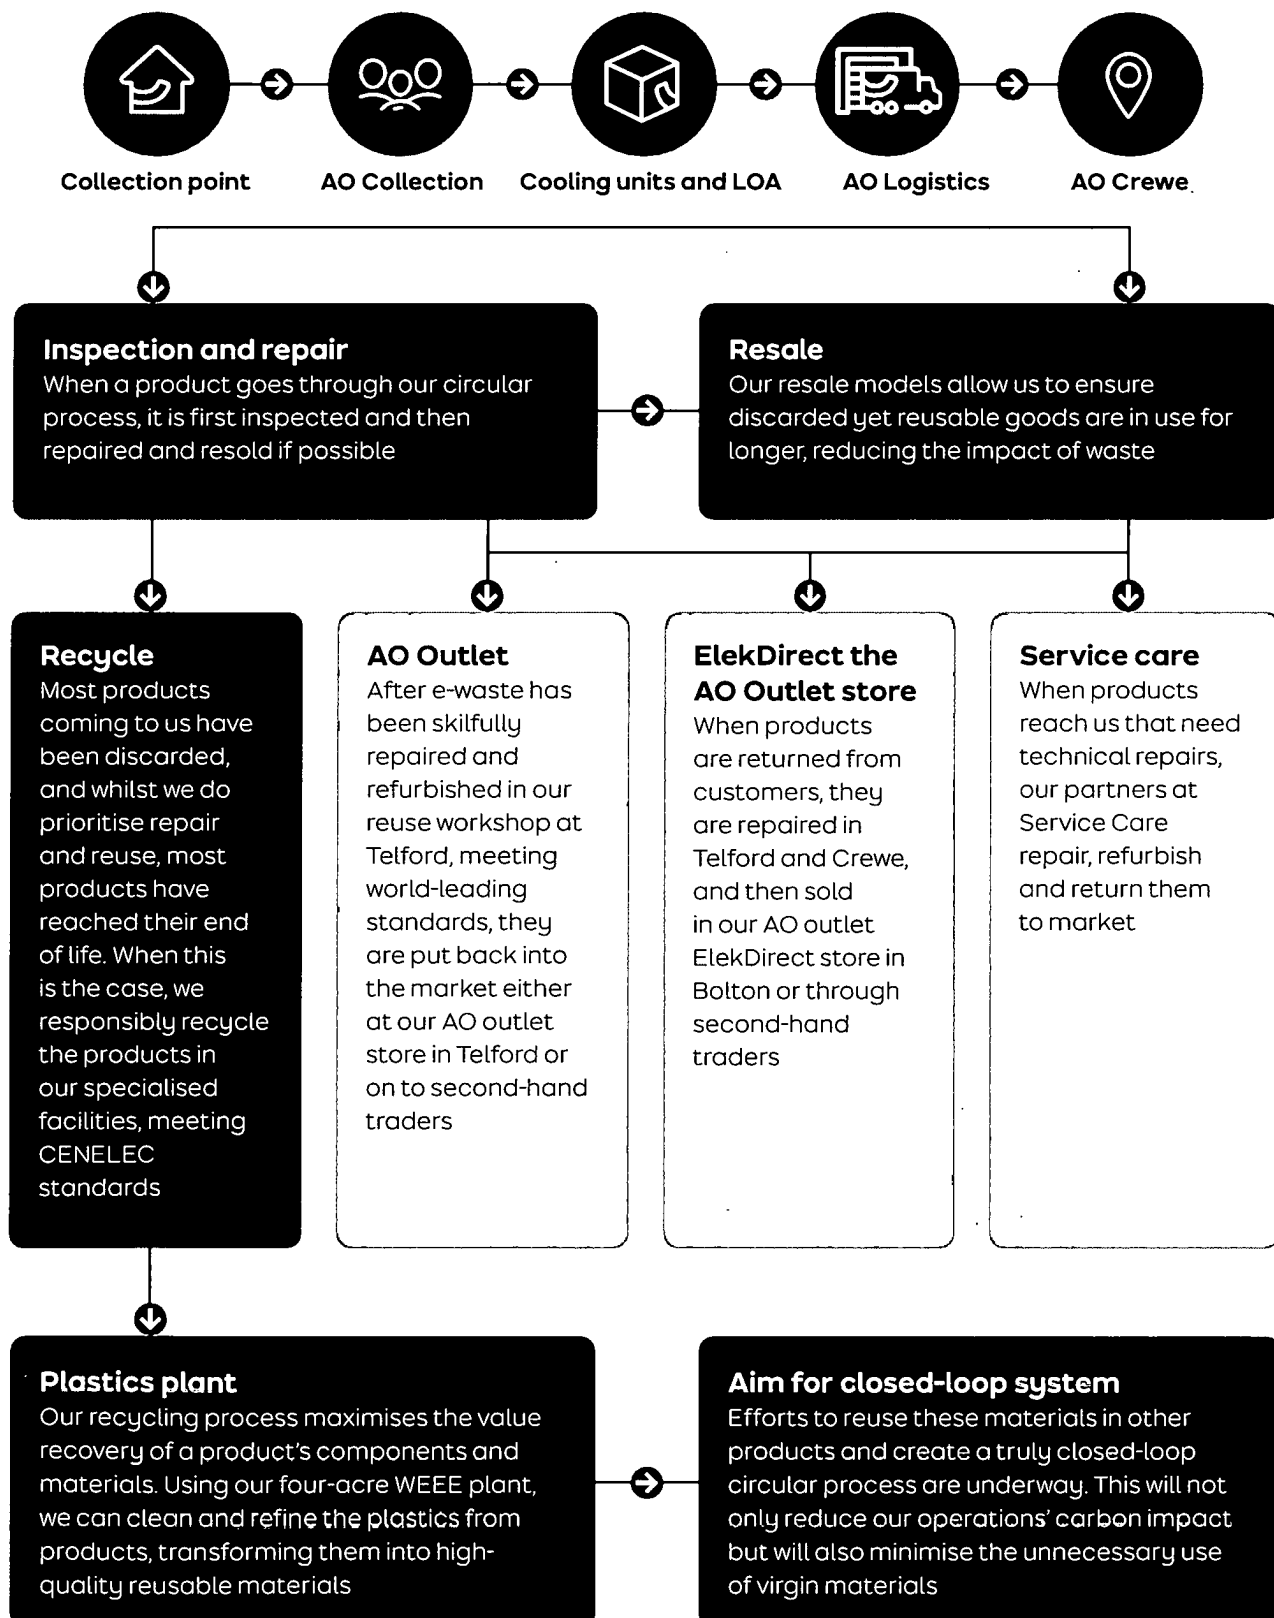 Collection point
AO Collection
Cooling units and LOA
AO Logistics
AO Crewe
Inspection and repair
When a product goes through our circular
process, it is first inspected and then
repaired and resold if possible
Resale
Our resale models allow us to ensure
discarded yet reusable goods are in use for
longer, reducing the impact of waste
Recycle
Most products
coming to us have
been discarded,
and whilst we do
prioritise repair
and reuse, most
products have
reached their end
of life. When this
is the case, we
responsibly recycle
the products in
our specialised
facilities, meeting
CENELEC
standards
AO Outlet
After e-waste has
been skilfully
repaired and
refurbished in our
reuse workshop at
Telford, meeting
world-leading
standards, they
are put back into
the market either
at our AO outlet
store in Telford or
on to second-hand
traders
ElekDirect the
AO Outlet store
When products
are returned from
customers, they
are repaired in
Telford and Crewe,
and then sold
in our AO outlet
ElekDirect store in
Bolton or through
second-hand
traders
Service care
When products
reach us that need
technical repairs,
our partners at
Service Care
repair, refurbish
and return them
to market
Plastics plant
Our recycling process maximises the value
recovery of a product's components and
materials. Using our four-acre WEEE plant,
we can clean and refine the plastics from
products, transforming them into high-
quality reusable materials
Aim for closed-loop system
Efforts to reuse these materials in other
products and create a truly closed-loop
circular process are underway. This will not
only reduce our operations' carbon impact
but will also minimise the unnecessary use
of virgin materials